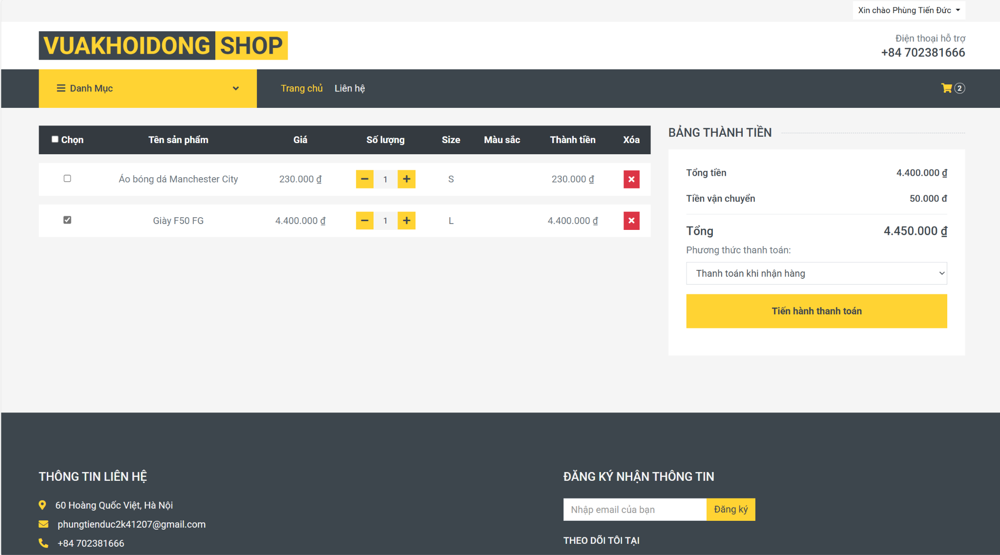 Xin chào Phùng Tiến Đức
VUAKHOIDONG SHOP
Điện thoại hỗ trợ
+84 702381666
Danh Mục
Trang chủ Liên hệ
2
Chọn Tên sản phẩm Giá Số lượng Size Màu sắc Thành tiền Xóa
Áo bóng đá Manchester City 230.000 ₫ 1 S 230.000 ₫
Giày F50 FG 4.400.000 ₫ 1 L 4.400.000 ₫
BẢNG THÀNH TIỀN
Tổng tiền 4.400.000 ₫
Tiền vận chuyển 50.000 đ
Tổng 4.450.000 ₫
Phương thức thanh toán:
Thanh toán khi nhận hàng
Tiến hành thanh toán
THÔNG TIN LIÊN HỆ
60 Hoàng Quốc Việt, Hà Nội
phungtienduc2k41207@gmail.com
+84 702381666
ĐĂNG KÝ NHẬN THÔNG TIN
Nhập email của bạn Đăng ký
THEO DÕI TÔI TẠI